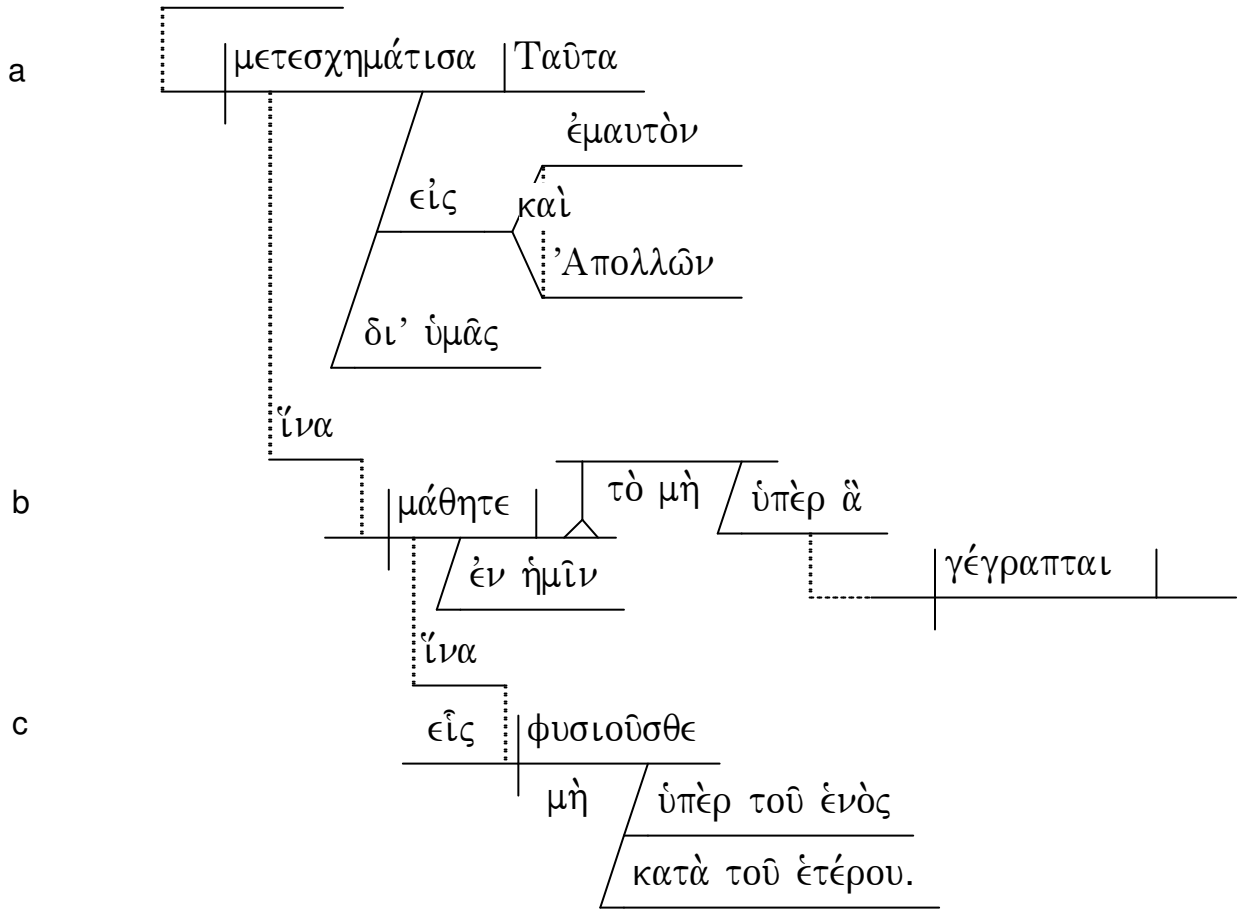 a
μετεσχημάτισα Ταῦτα
ἐμαυτὸν
εἰς καὶ
Ἀπολλῶν
δι’ ὑμᾶς
ἵνα
b
μάθητε τὸ μὴ ὑπὲρ ἃ
ἐν ἡμῖν γέγραπται
ἵνα
c
εἷς φυσιοῦσθε
μὴ ὑπὲρ τοῦ ἑνὸς
κατὰ τοῦ ἑτέρου.